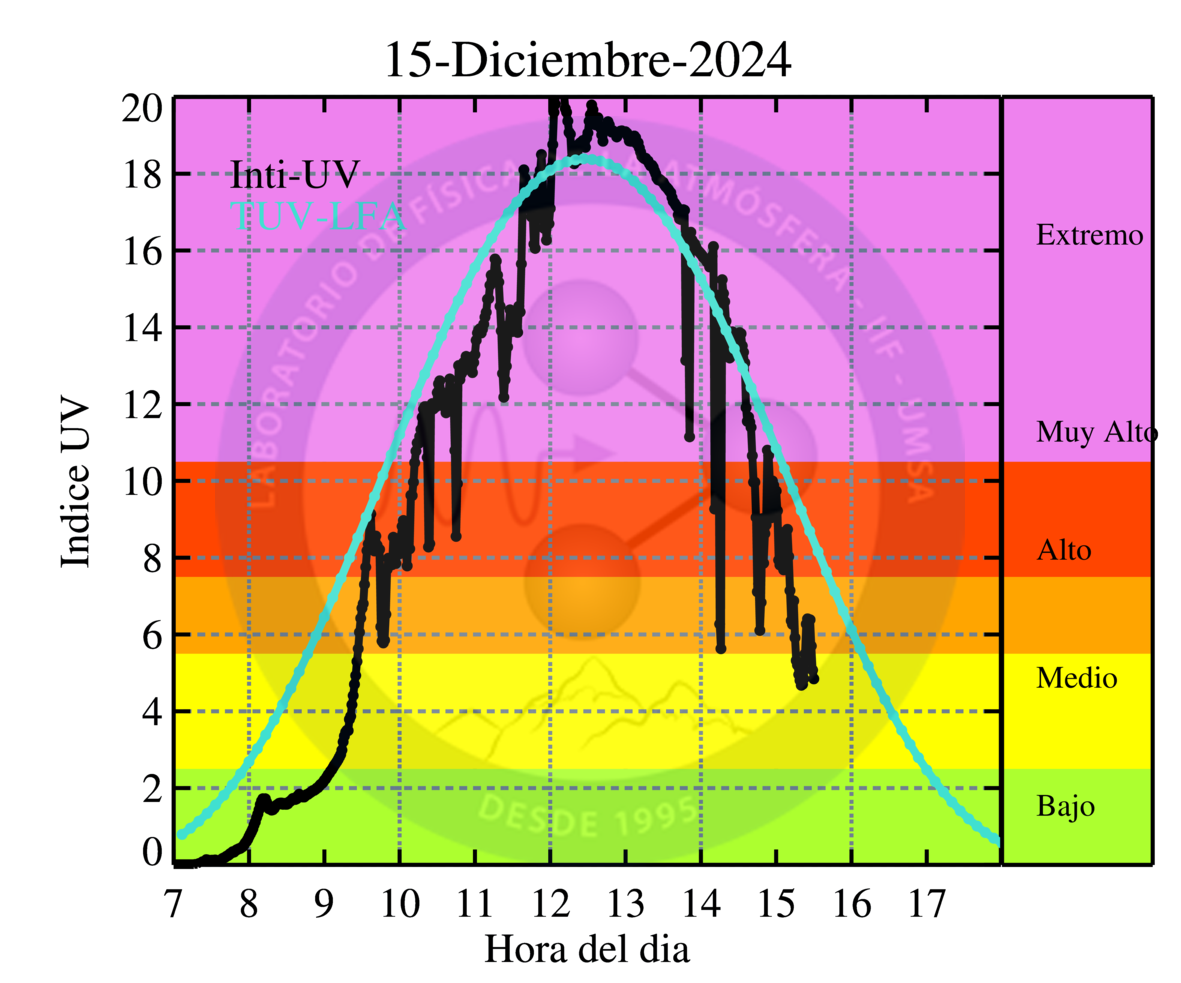 15-Diciembre-2024
Indice UV
20
18
16
14
12
10
8
6
4
2
0
Inti-UV
TUV-LFA
LABORATORIO DE FÍSICA DE LA ATMÓSFERA - IIF - UMSA
DESDE 1995
Extremo
Muy Alto
Alto
Medio
Bajo
7 8 9 10 11 12 13 14 15 16 17
Hora del dia